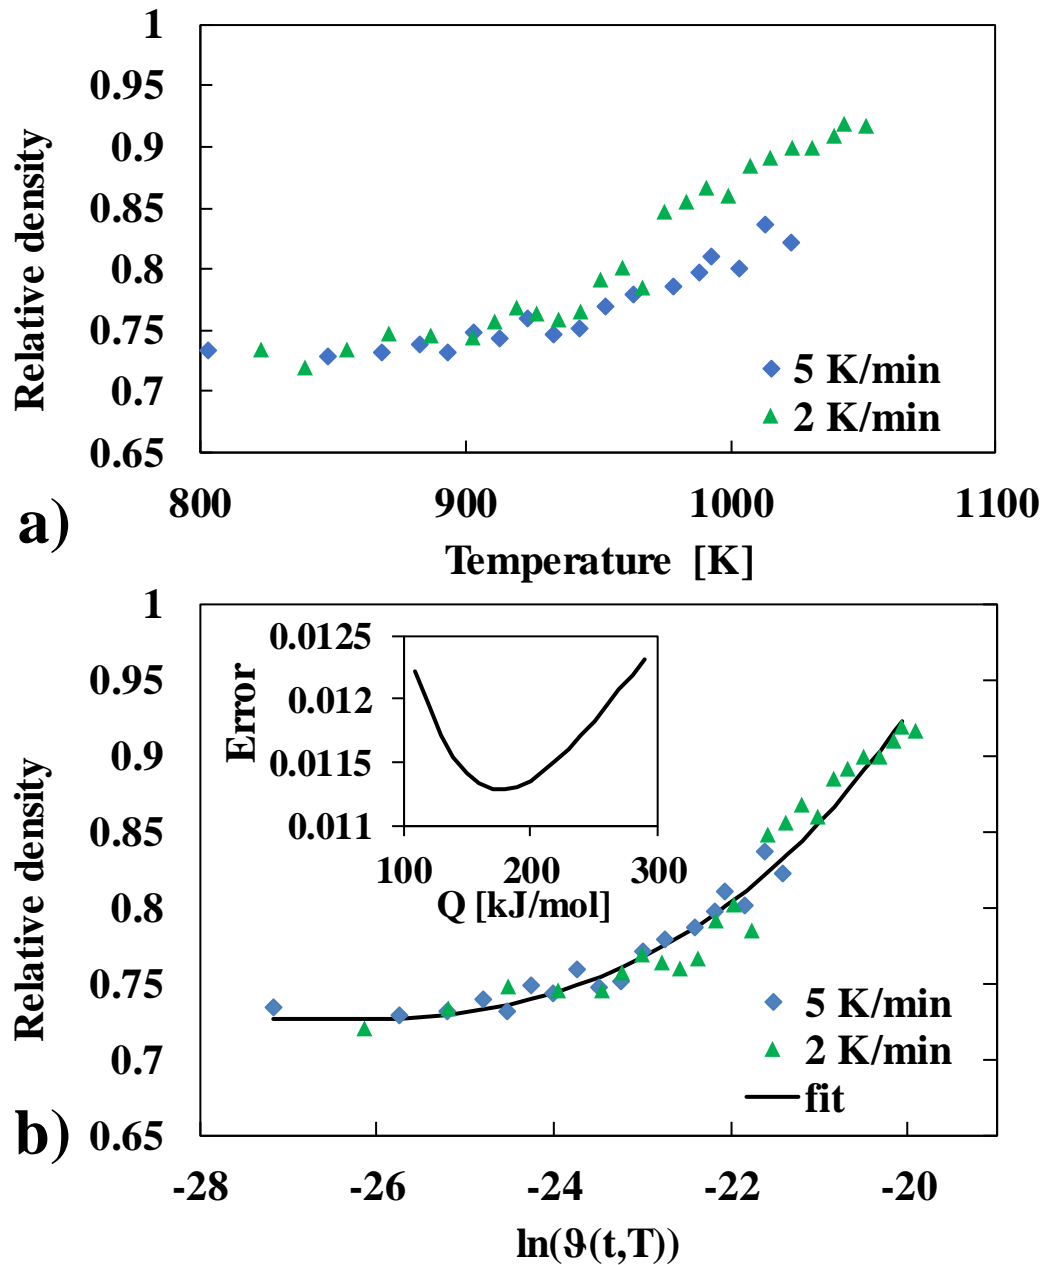 1
0.95
0.9
0.85
0.8
0.75
0.7
0.65
Relative density
5 K/min
2 K/min
800 900 1000 1100
a)
Temperature [K]
1
0.95
0.9
0.85
0.8
0.75
0.7
0.65
Relative density
0.0125
0.012
0.0115
0.011
Error
100 200 300
Q [kJ/mol]
5 K/min
2 K/min
fit
b)
-28 -26 -24 -22 -20
ln(ϑ(t,T))